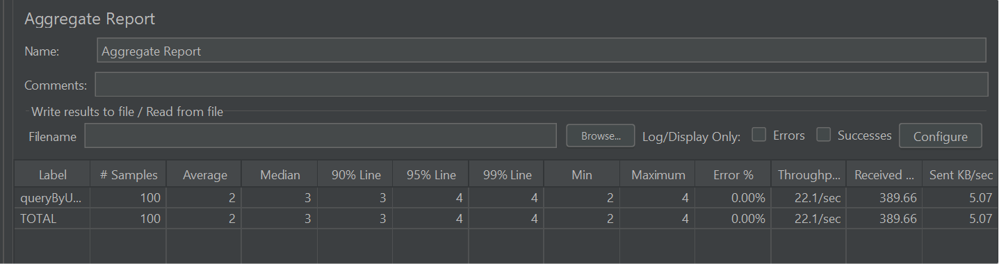 Aggregate Report
Name: Aggregate Report
Comments:
Write results to file / Read from file
Filename Browse... Log/Display Only: Errors Successes Configure
Label # Samples Average Median 90% Line 95% Line 99% Line Min Maximum Error % Throughp... Received ... Sent KB/sec
queryByU... 100 2 3 3 4 4 2 4 0.00% 22.1/sec 389.66 5.07
TOTAL 100 2 3 3 4 4 2 4 0.00% 22.1/sec 389.66 5.07